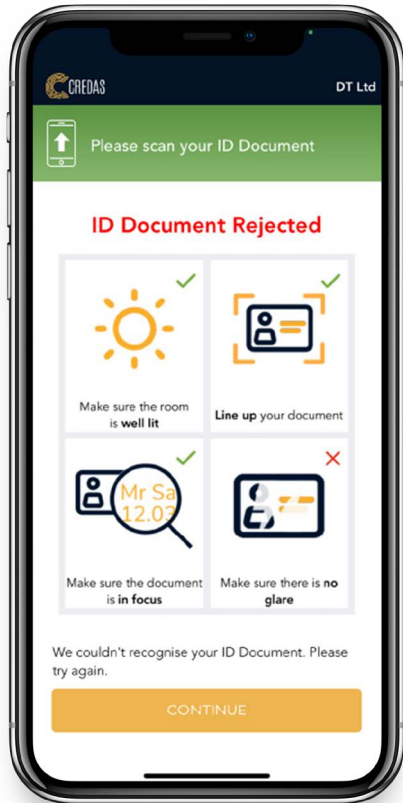 CREDAS
DT Ltd
Please scan your ID Document
ID Document Rejected
Make sure the room
is well lit
Line up your document
Mr Sa
12.03
Make sure the document
is in focus
Make sure there is no
glare
We couldn't recognise your ID Document. Please
try again.
CONTINUE